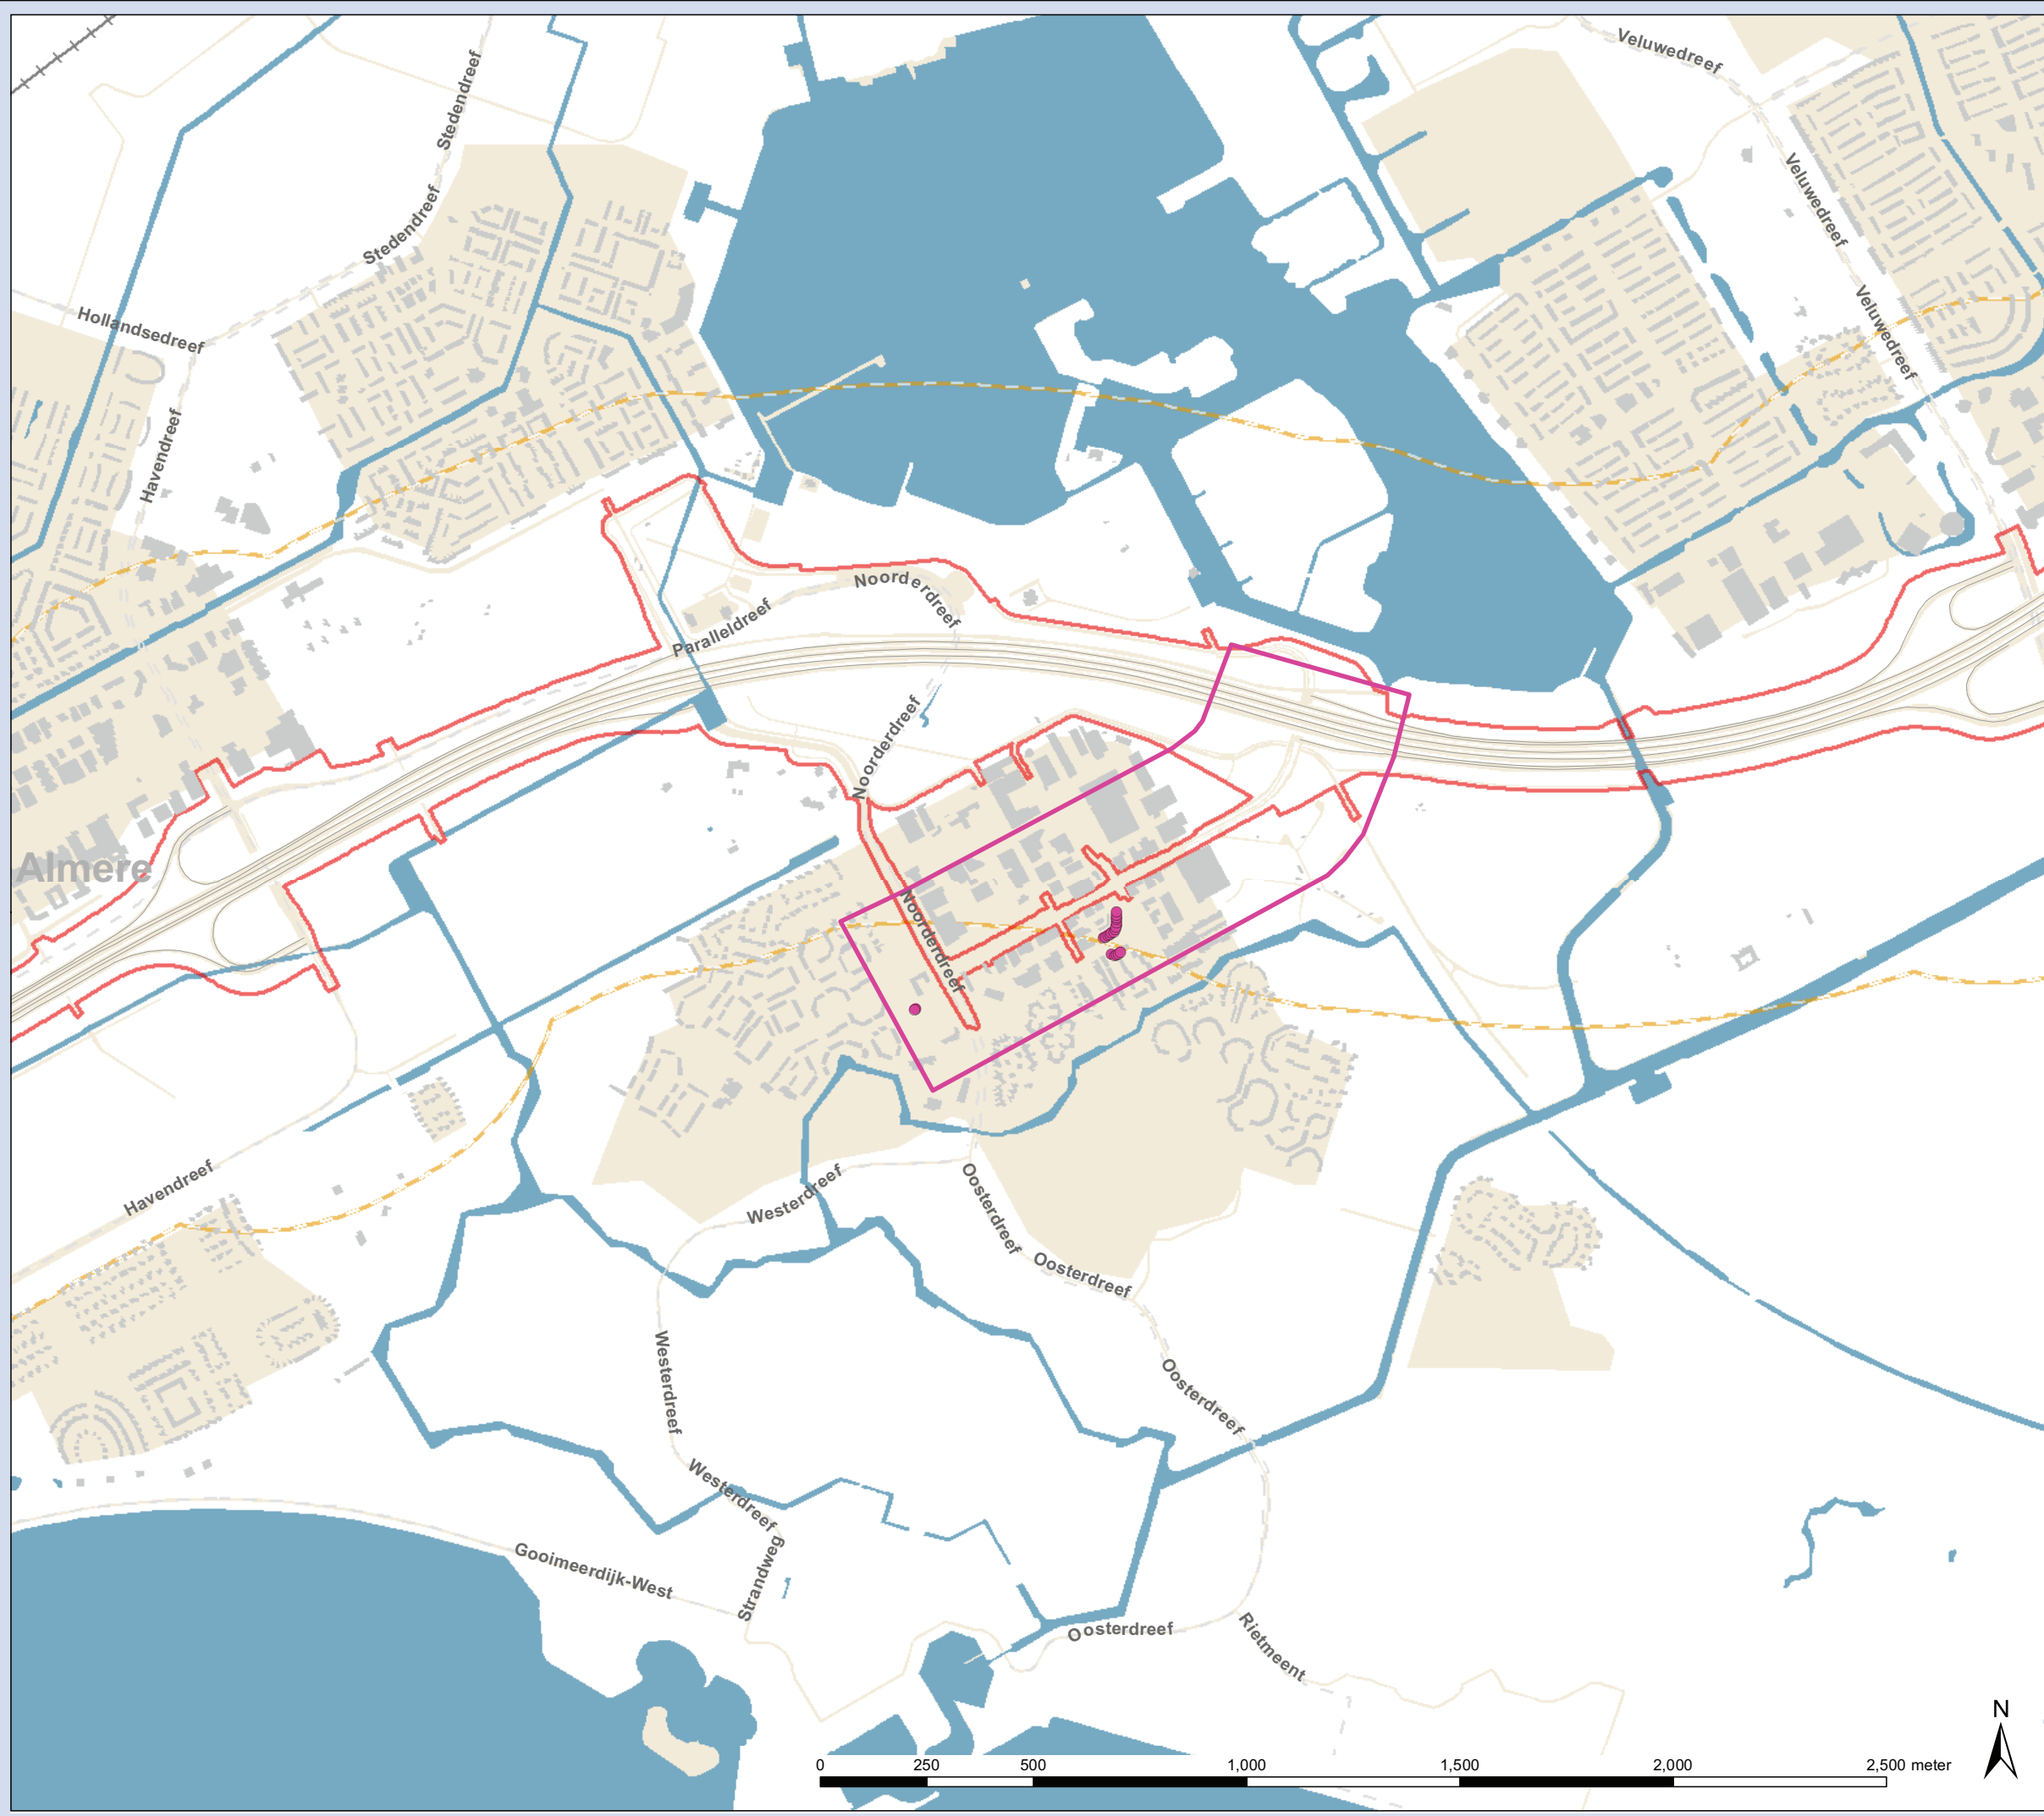 Veluwedreef
Stedendreef
Veluwedreef
Stedendreef
Hollandsedreef
Veluwedreef
Havendreef
Noorderdreef
Paralleldreef
Noorderdreef
Almere
Noorderdreef
Havendreef
Westerdreef
Oosterdreef
Oosterdreef
Westerdreef
Oosterdreef
Westerdreef
Gooimeerdijk-West
Strandweg
Oosterdreef
Rietmeent
N
0 250 500 1,000 1,500 2,000 2,500 meter